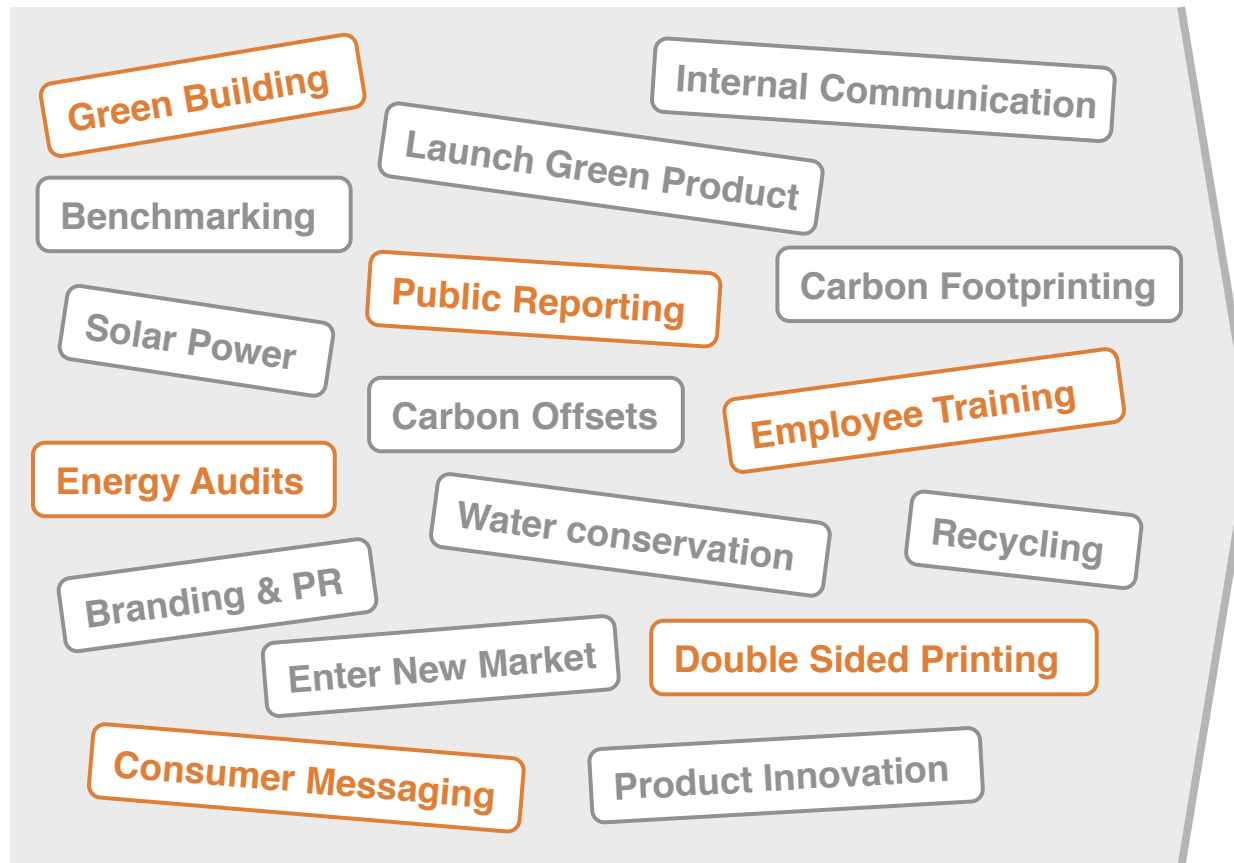 Green Building
Internal Communication
Launch Green Product
Benchmarking
Public Reporting
Carbon Footprinting
Solar Power
Carbon Offsets
Employee Training
Energy Audits
Water conservation
Recycling
Branding & PR
Enter New Market
Double Sided Printing
Consumer Messaging
Product Innovation